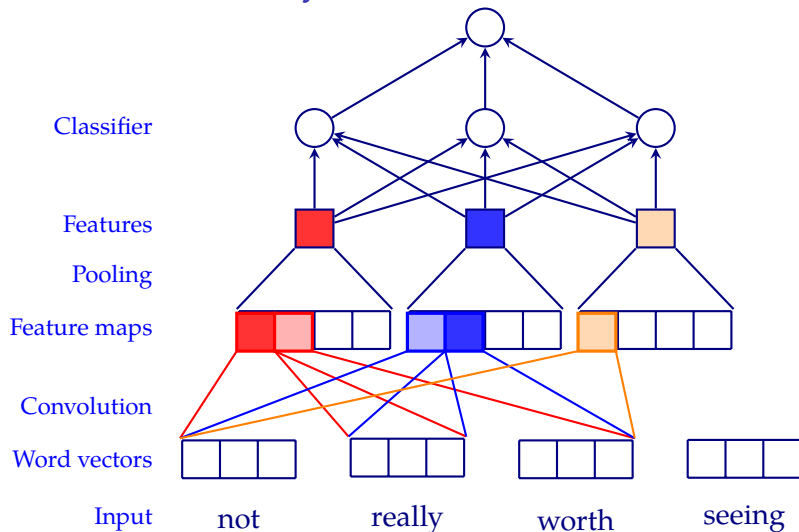 Classifier
Features
Pooling
Feature maps
Convolution
Word vectors
Input not really worth seeing